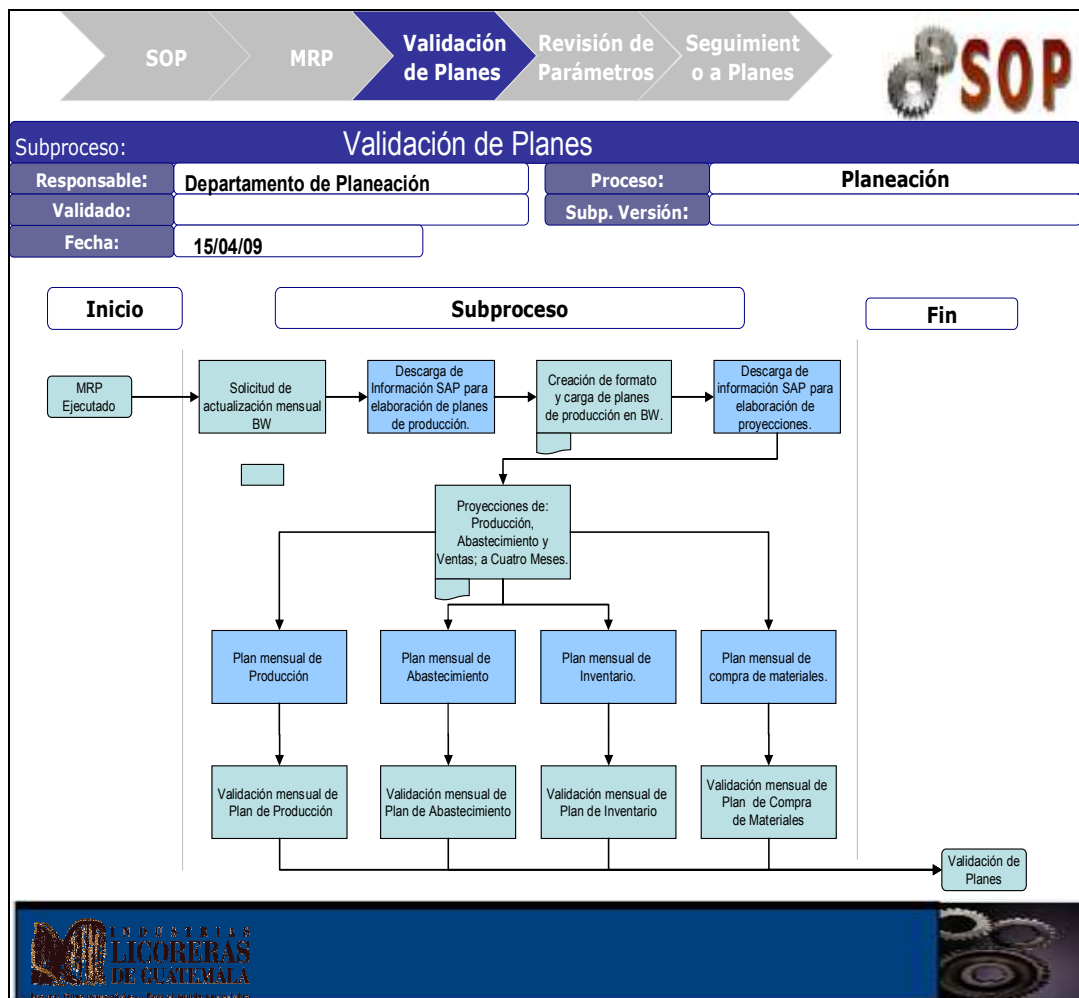 SOP
MRP
Validación
de Planes
Revisión de
Parámetros
Seguimient
o a Planes
SOP
Subproceso:
Validación de Planes
Responsable:
Departamento de Planeación
Proceso:
Planeación
Validado:
Subp. Versión:
Fecha:
15/04/09
Inicio
Subproceso
Fin
MRP
Ejecutado
Solicitud de
actualización mensual
BW
Descarga de
Información SAP para
elaboración de planes
de producción.
Creación de formato
y carga de planes
de producción en BW.
Descarga de
información SAP para
elaboración de
proyecciones.
Proyecciones de:
Producción,
Abastecimiento y
Ventas; a Cuatro Meses.
Plan mensual de
Producción
Plan mensual de
Abastecimiento
Plan mensual de
Inventario.
Plan mensual de
compra de materiales.
Validación mensual de
Plan de Producción
Validación mensual de
Plan de Abastecimiento
Validación mensual de
Plan de Inventario
Validación mensual de
Plan de Compra
de Materiales
Validación de
Planes
INDUSTRIAS
LICORERAS
DE GUATEMALA